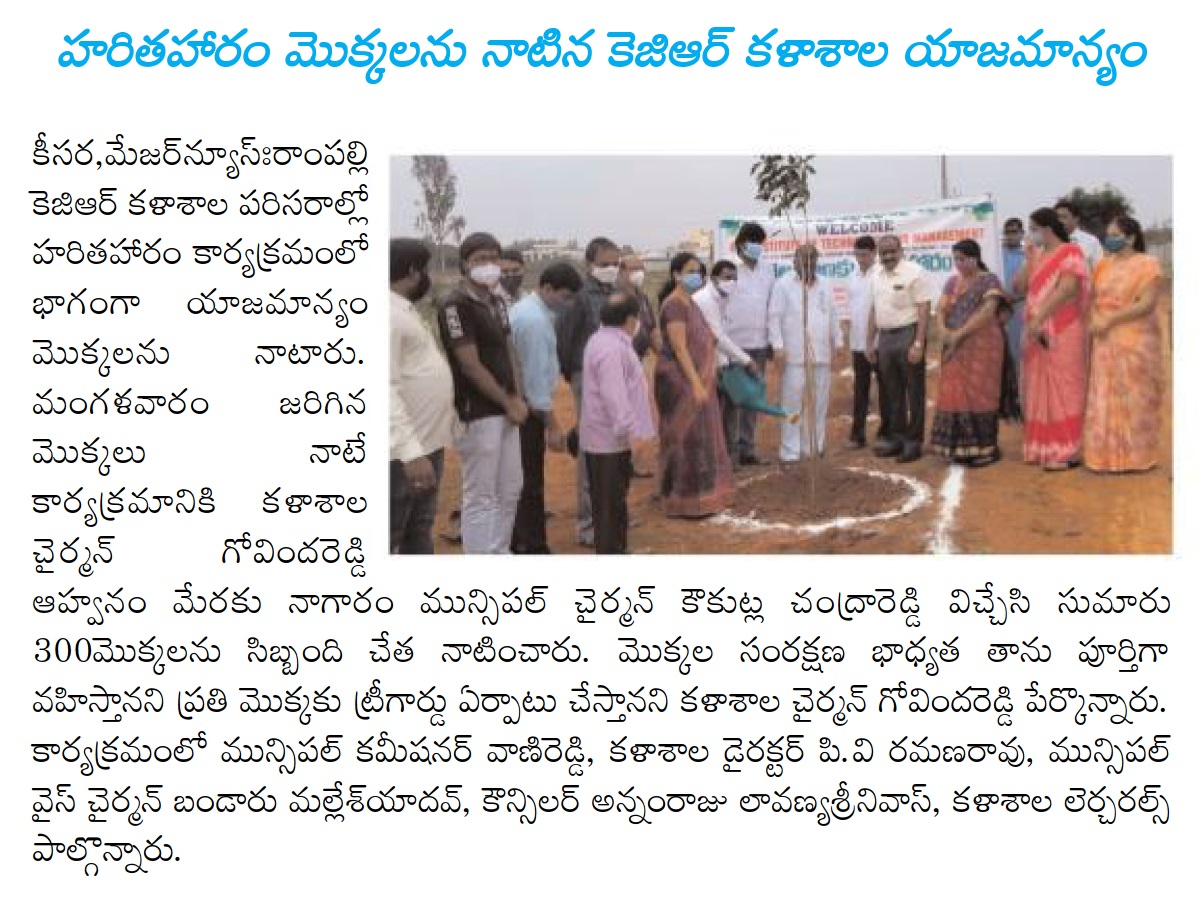 హరితహారం మొక్కలను నాటిన కెజిఆర్ కళాశాల యాజమాన్యం
కీసర,మేజర్‌న్యూస్ః‌రాంపల్లి
కెజిఆర్ కళాశాల పరిసరాల్లో
హరితహారం కార్యక్రమంలో
భాగంగా యాజమాన్యం
మొక్కలను నాటారు.
మంగళవారం జరిగిన
మొక్కలు నాటే
కార్యక్రమానికి కళాశాల
చైర్మన్ గోవిందరెడ్డి
ఆహ్వనం మేరకు నాగారం మున్సిపల్ చైర్మన్ కౌకుట్ల చంద్రారెడ్డి విచ్చేసి సుమారు
300మొక్కలను సిబ్బంది చేత నాటించారు. మొక్కల సంరక్షణ భాధ్యత తాను పూర్తిగా
వహిస్తానని ప్రతి మొక్కకు ట్రీగార్డు ఏర్పాటు చేస్తానని కళాశాల చైర్మన్ గోవిందరెడ్డి పేర్కొన్నారు.
కార్యక్రమంలో మున్సిపల్ కమీషనర్ వాణిరెడ్డి, కళాశాల డైరక్టర్ పి.వి రమణరావు, మున్సిపల్
వైస్ చైర్మన్ బండారు మల్లేశ్‌యాదవ్, కౌన్సిలర్ అన్నంరాజు లావణ్యశ్రీనివాస్, కళాశాల లెర్చరల్స్
పాల్గొన్నారు.
WELCOME
MANAGEMENT